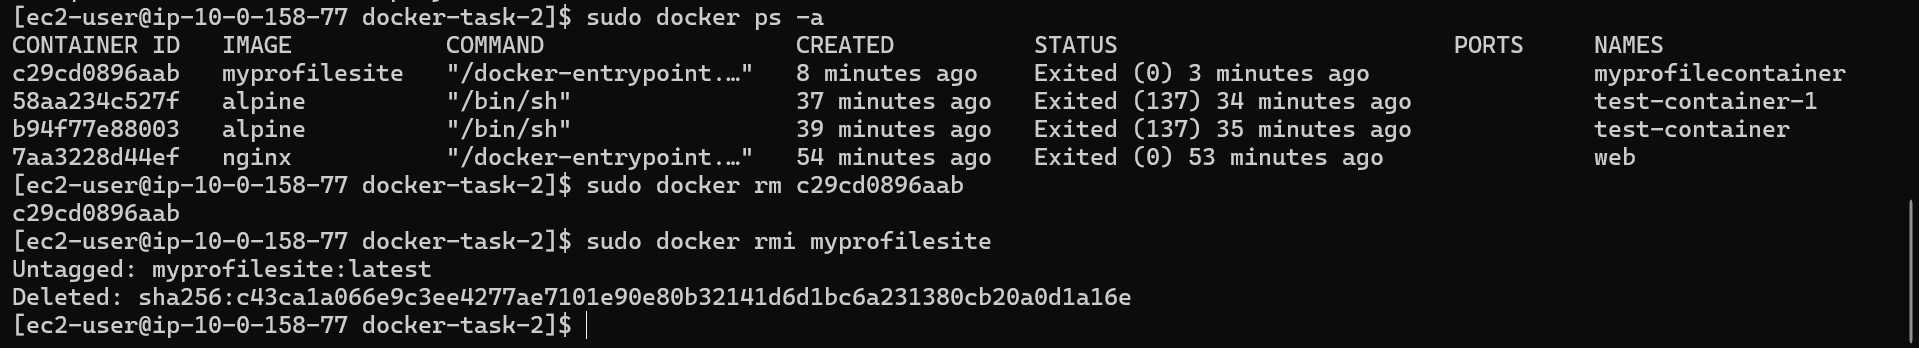 [ec2-user@ip-10-0-158-77 docker-task-2]$ sudo docker ps -a
CONTAINER ID   IMAGE           COMMAND                  CREATED          STATUS                        PORTS     NAMES
c29cd0896aab   myprofilesite   "/docker-entrypoint.…"   8 minutes ago    Exited (0) 3 minutes ago                myprofilecontainer
58aa234c527f   alpine          "/bin/sh"                37 minutes ago   Exited (137) 34 minutes ago             test-container-1
b94f77e88003   alpine          "/bin/sh"                39 minutes ago   Exited (137) 35 minutes ago             test-container
7aa3228d44ef   nginx           "/docker-entrypoint.…"   54 minutes ago   Exited (0) 53 minutes ago               web
[ec2-user@ip-10-0-158-77 docker-task-2]$ sudo docker rm c29cd0896aab
c29cd0896aab
[ec2-user@ip-10-0-158-77 docker-task-2]$ sudo docker rmi myprofilesite
Untagged: myprofilesite:latest
Deleted: sha256:c43ca1a066e9c3ee4277ae7101e90e80b32141d6d1bc6a231380cb20a0d1a16e
[ec2-user@ip-10-0-158-77 docker-task-2]$